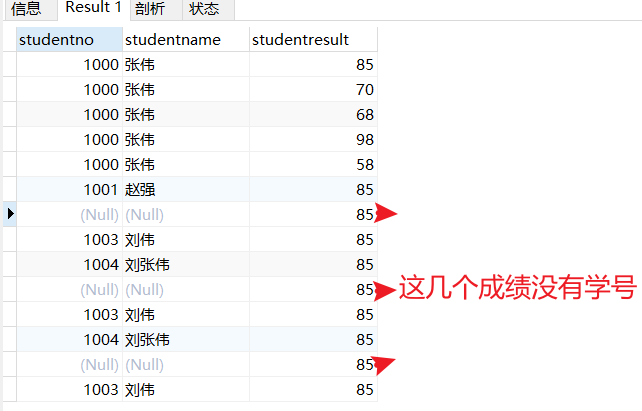 信息 Result 1 剖析 状态
studentno studentname studentresult
1000 张伟 85
1000 张伟 70
1000 张伟 68
1000 张伟 98
1000 张伟 58
1001 赵强 85
(Null) (Null) 85
1003 刘伟 85
1004 刘张伟 85
(Null) (Null) 85
这几个成绩没有学号
1003 刘伟 85
1004 刘张伟 85
(Null) (Null) 85
1003 刘伟 85